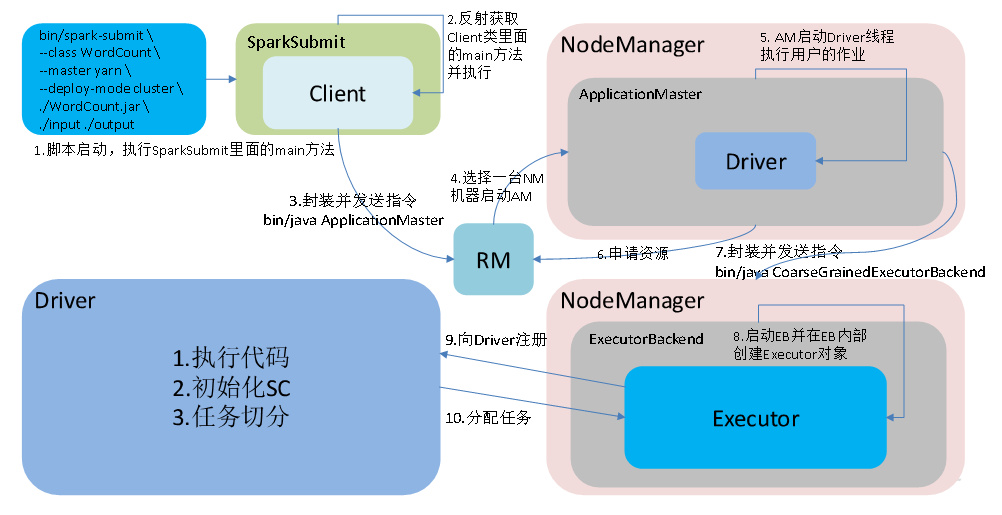 bin/spark-submit \
--class WordCount \
--master yarn \
--deploy-mode cluster \
./WordCount.jar \
./input ./output
1.脚本启动，执行SparkSubmit里面的main方法
SparkSubmit
Client
2.反射获取
Client类里面
的main方法
并执行
3.封装并发送指令
bin/java ApplicationMaster
4.选择一台NM
机器启动AM
RM
NodeManager
5. AM启动Driver线程
执行用户的作业
ApplicationMaster
Driver
6.申请资源
7.封装并发送指令
bin/java CoarseGrainedExecutorBackend
Driver
1.执行代码
2.初始化SC
3.任务切分
9.向Driver注册
10.分配任务
NodeManager
ExecutorBackend
8.启动EB并在EB内部
创建Executor对象
Executor